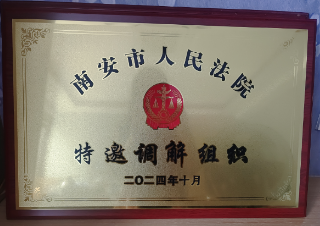 南安市人民法院
特邀调解组织
二〇二四年十月